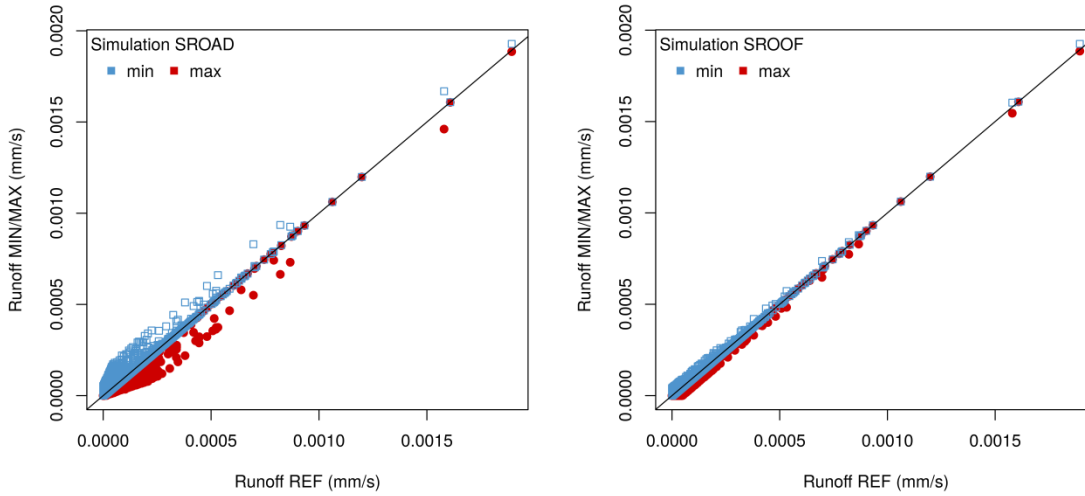 Simulation SROAD
min max
Runoff MIN/MAX (mm/s)
0.0000 0.0005 0.0010 0.0015 0.0020
0.0000 0.0005 0.0010 0.0015
Runoff REF (mm/s)
Simulation SROOF
min max
Runoff MIN/MAX (mm/s)
0.0000 0.0005 0.0010 0.0015 0.0020
0.0000 0.0005 0.0010 0.0015
Runoff REF (mm/s)